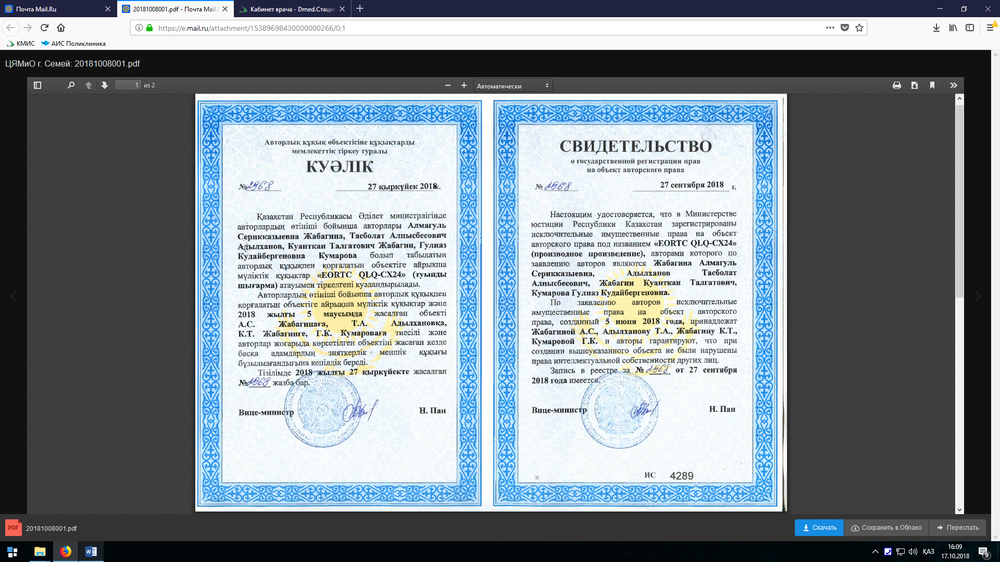 Почта Mail.Ru
20181008001.pdf - Почта Mail.
Кабинет врача - Dmed.Стацио
https://e.mail.ru/attachment/15389698430000000266/0;1
КМИС
АИС Поликлиника
ЦЯМиО г. Семей: 20181008001.pdf
1 из 2
Автоматически
Авторлық құқық объектісіне құқықтарды
мемлекеттік тіркеу туралы
КУӘЛІК
№ 2968
27 қыркүйек 2018 ж.
Қазақстан Республикасы Әділет министрлігінде
авторлардың өтініші бойынша авторлары Алмагуль
Серикказыевна Жабагина, Тасболат Алпысбесович
Адылханов, Куанткан Талгатович Жабагин, Гулназ
Кудайбергеновна Кумарова болып табылатын
авторлық құқықпен қорғалатын объектіге айрықша
мүліктік құқықтар «EORTC QLQ-CX24» (туынды
шығарма) атауымен тіркелгені куәландырылады.
Авторлардың өтініші бойынша авторлық құқықпен
қорғалатын объектіге айрықша мүліктік құқықтар және
2018 жылғы 5 маусымда жасалған объекті
А.С. Жабагинаға, Т.А. Адылхановқа,
К.Т. Жабагинге, Г.К. Кумароваға тиесілі және
авторлар жоғарыда көрсетілген объектіні жасаған кезде
басқа адамдардың зияткерлік меншік құқығы
бұзылмағандығына кепілдік береді.
Тізілімде 2018 жылғы 27 қыркүйекте жасалған
№ 2968 жазба бар.
Вице-министр Н. Пан
СВИДЕТЕЛЬСТВО
о государственной регистрации прав
на объект авторского права
№ 2968
27 сентября 2018 г.
Настоящим удостоверяется, что в Министерстве
юстиции Республики Казахстан зарегистрированы
исключительные имущественные права на объект
авторского права под названием «EORTC QLQ-CX24»
(производное произведение), авторами которого по
заявлению авторов являются Жабагина Алмагуль
Серикказыевна, Адылханов Тасболат
Алпысбесович, Жабагин Куанткан Талгатович,
Кумарова Гулназ Кудайбергеновна.
По заявлению авторов исключительные
имущественные права на объект авторского
права, созданный 5 июня 2018 года, принадлежат
Жабагиной А.С., Адылханову Т.А., Жабагину К.Т.,
Кумаровой Г.К. и авторы гарантируют, что при
создании вышеуказанного объекта не были нарушены
права интеллектуальной собственности других лиц.
Запись в реестре за № 2968 от 27 сентября
2018 года имеется.
Вице-министр Н. Пан
ИС 4289
PDF
20181008001.pdf
Скачать
Сохранить в Облако
Переслать
ҚАЗ
16:09
17.10.2018
9